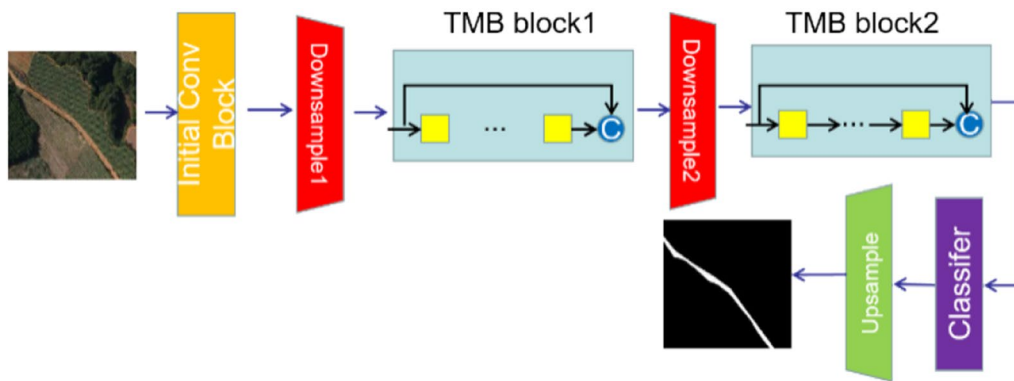 TMB block1
TMB block2
Initial Conv
Block
Downsample1
...
C
Downsample2
...
C
Upsample
Classifer